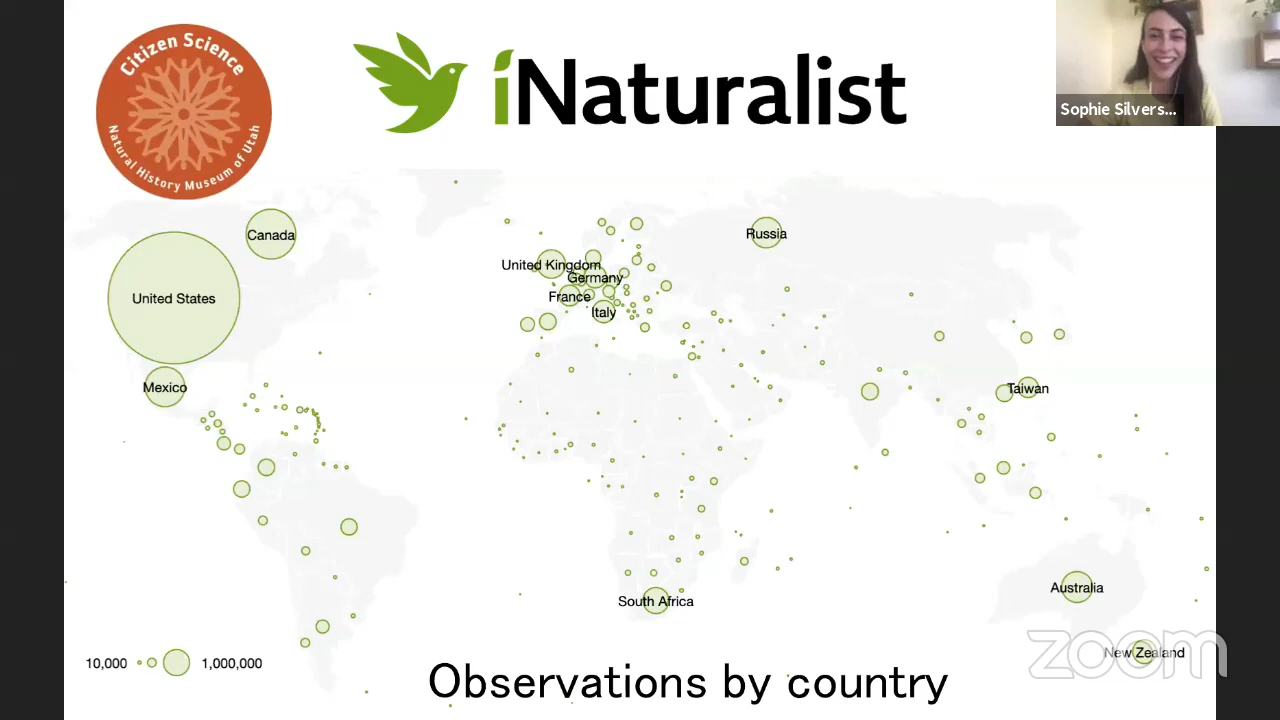 Citizen Science
Natural History Museum of Utah
iNaturalist
Sophie Silvers...
Canada
Russia
United Kingdom
Germany
United States
France
Italy
Mexico
Taiwan
Australia
South Africa
New Zealand
zoom
10,000
1,000,000
Observations by country